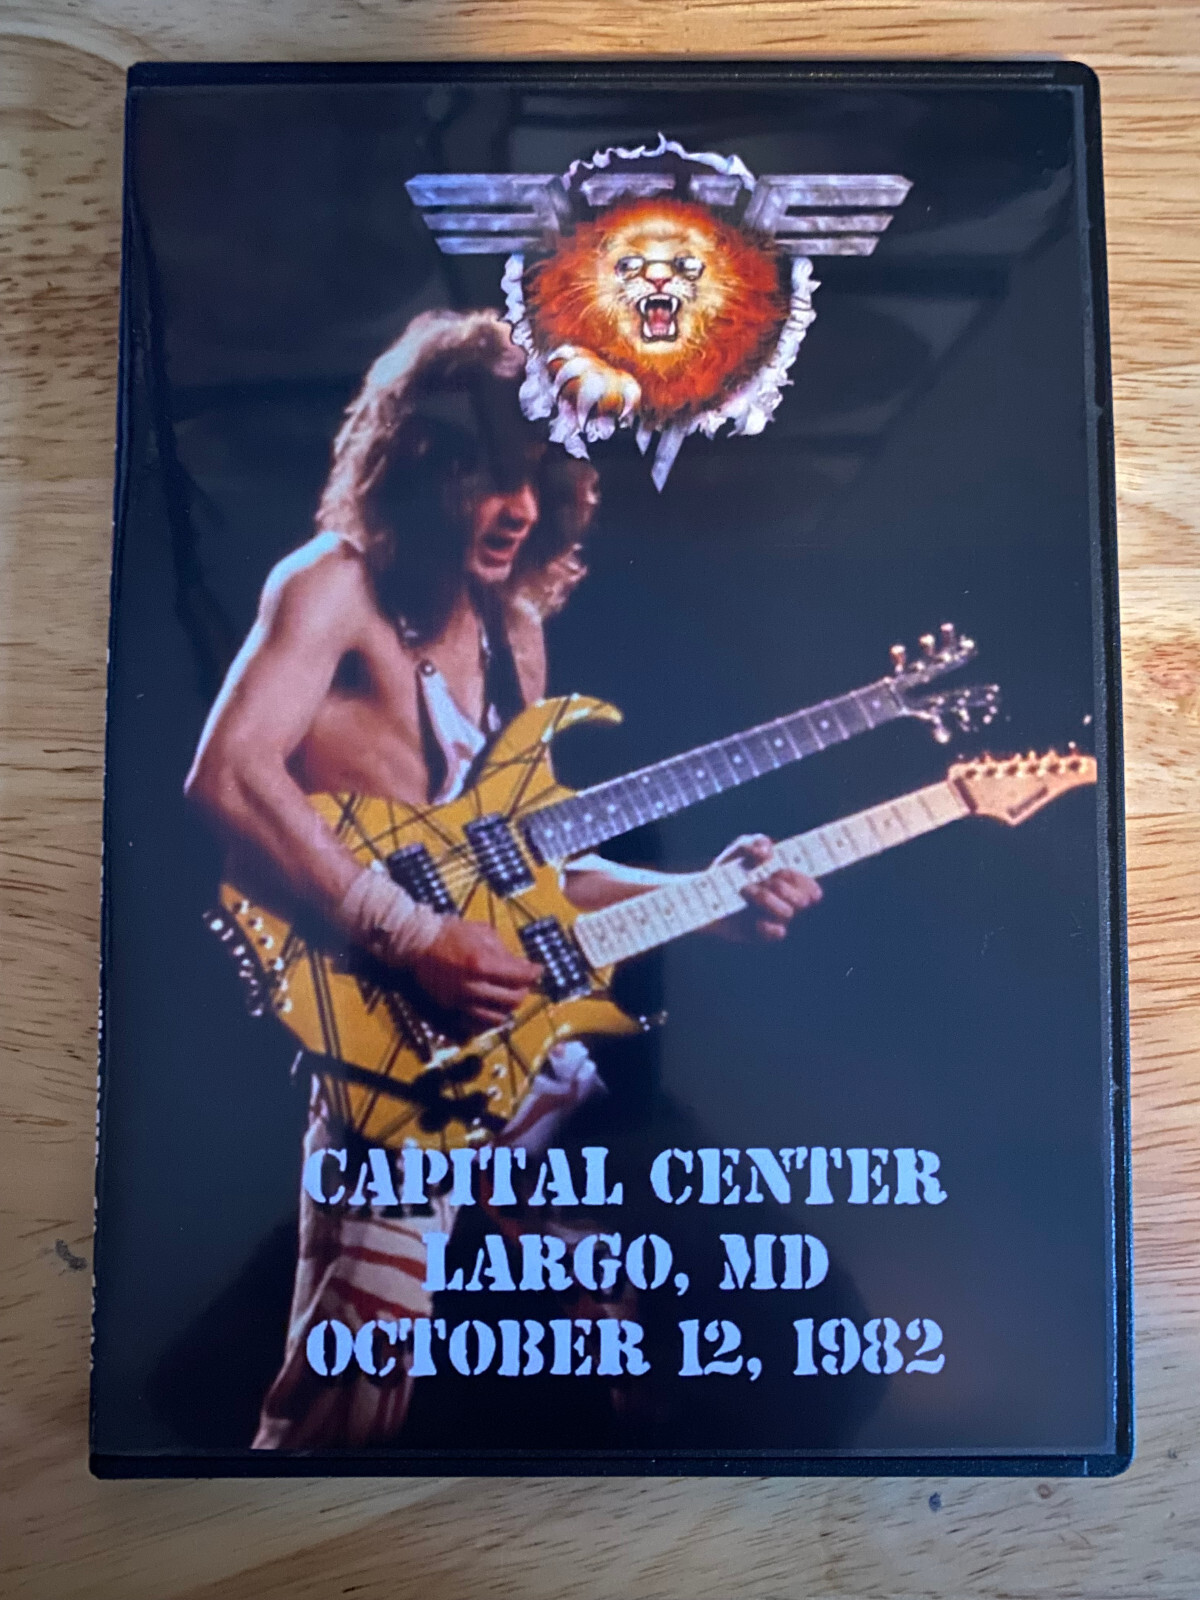 CAPITAL CENTER
LARGO, MD
OCTOBER 12, 1982